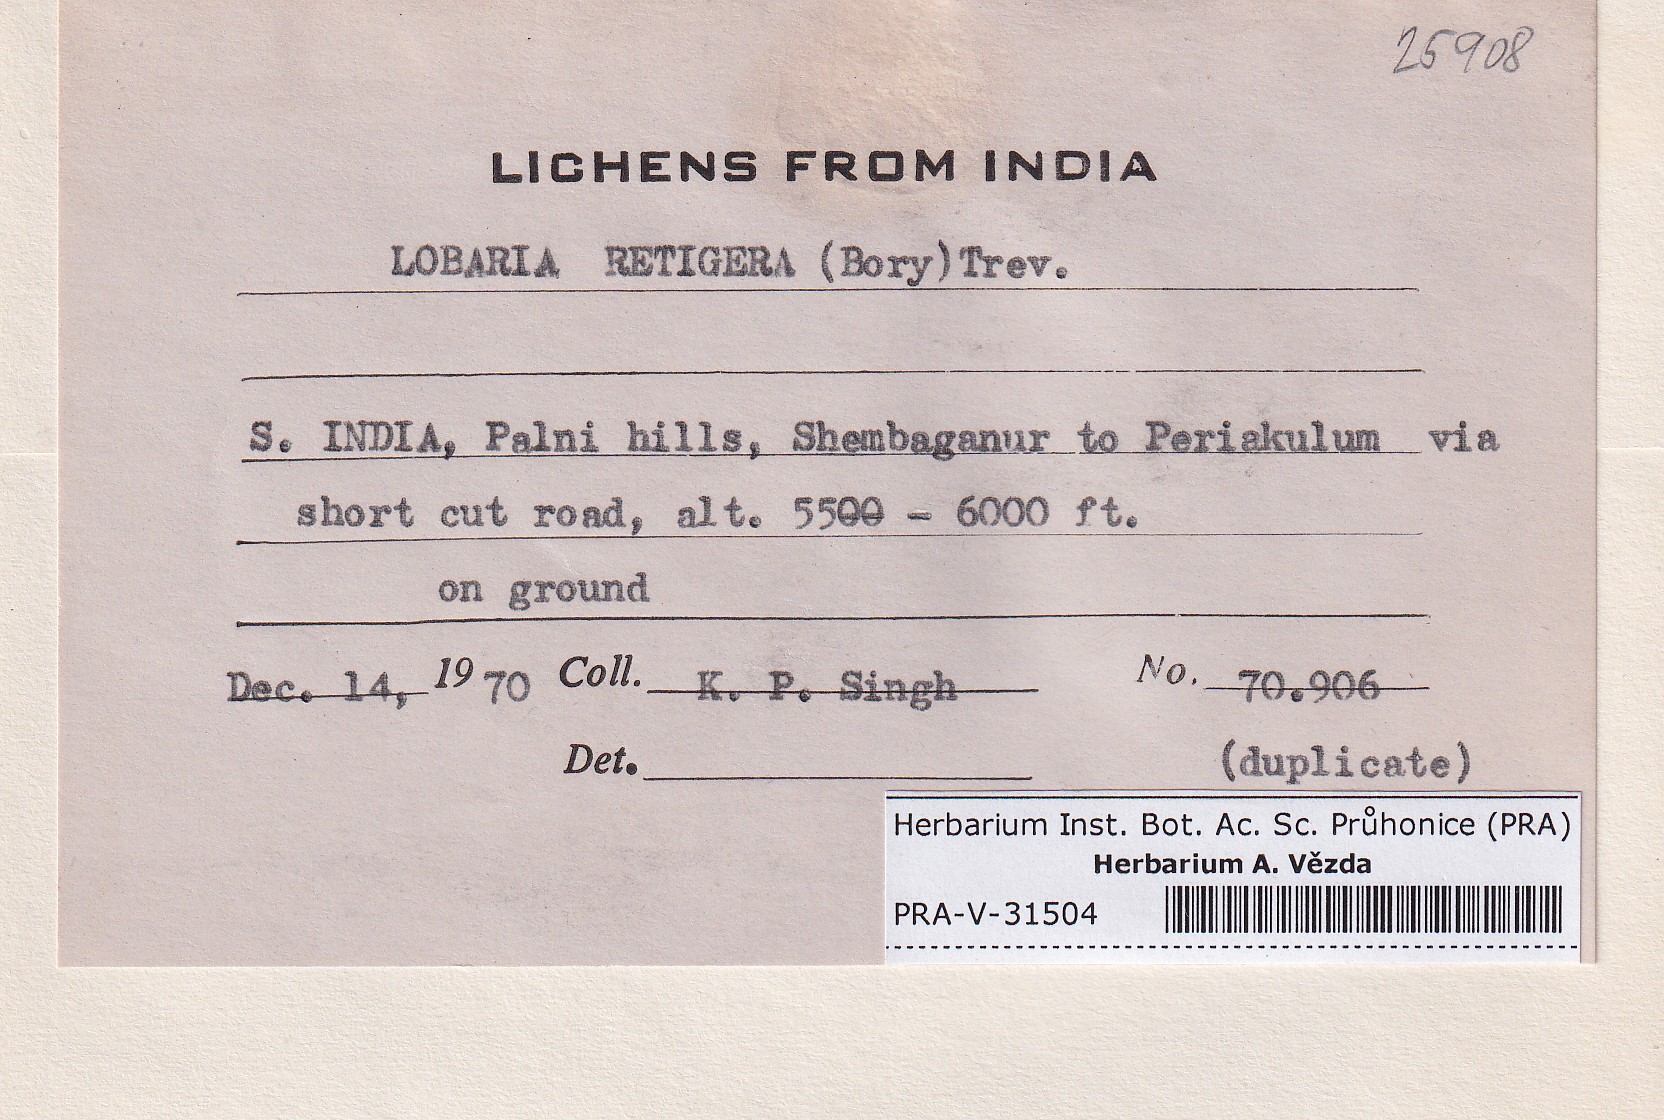 25908
LICHENS FROM INDIA
LOBARIA RETIGERA (Bory) Trev.
S. INDIA, Palni hills, Shembaganur to Periakulum via
short cut road, alt. 5500 - 6000 ft.
on ground
Dec. 14, 1970 Coll. K. P. Singh No. 70.906
Det. (duplicate)
Herbarium Inst. Bot. Ac. Sc. Průhonice (PRA)
Herbarium A. Vězda
PRA-V-31504